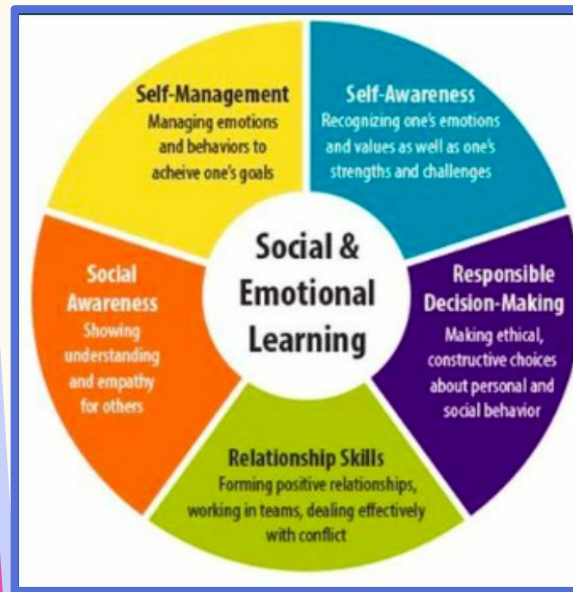 Self-Management
Managing emotions
and behaviors to
acheive one's goals
Self-Awareness
Recognizing one's emotions
and values as well as one's
strengths and challenges
Social &
Emotional
Learning
Social
Awareness
Showing
understanding
and empathy
for others
Responsible
Decision-Making
Making ethical,
constructive choices
about personal and
social behavior
Relationship Skills
Forming positive relationships,
working in teams, dealing effectively
with conflict